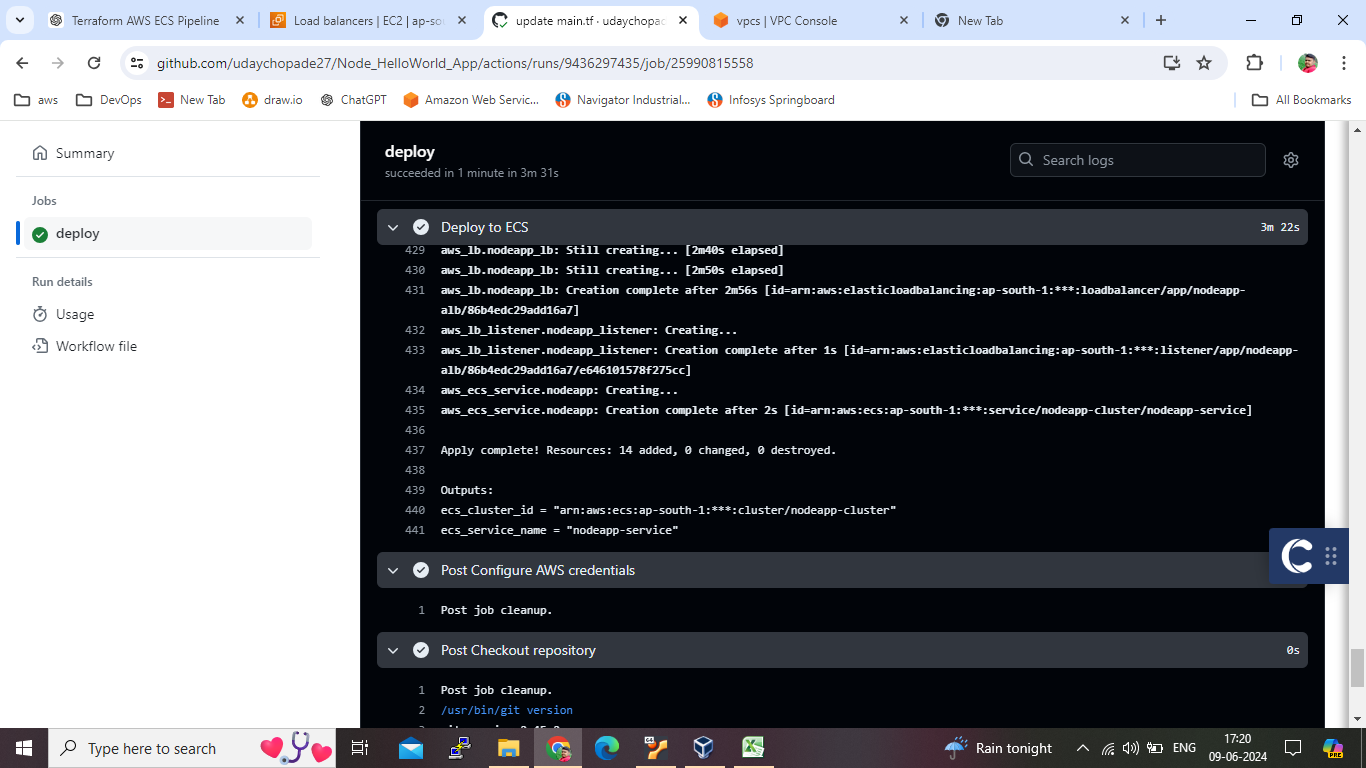 Terraform AWS ECS Pipeline
Load balancers | EC2 | ap-so
update main.tf · udaychopad
vpcs | VPC Console
New Tab
github.com/udaychopade27/Node_HelloWorld_App/actions/runs/9436297435/job/25990815558
aws
DevOps
New Tab
draw.io
ChatGPT
Amazon Web Servic...
Navigator Industrial...
Infosys Springboard
All Bookmarks
Summary
Jobs
deploy
Run details
Usage
Workflow file
deploy
succeeded in 1 minute in 3m 31s
Search logs
Deploy to ECS 3m 22s
429 aws_lb.nodeapp_lb: Still creating... [2m40s elapsed]
430 aws_lb.nodeapp_lb: Still creating... [2m50s elapsed]
431 aws_lb.nodeapp_lb: Creation complete after 2m56s [id=arn:aws:elasticloadbalancing:ap-south-1:***:loadbalancer/app/nodeapp-
alb/86b4edc29add16a7]
432 aws_lb_listener.nodeapp_listener: Creating...
433 aws_lb_listener.nodeapp_listener: Creation complete after 1s [id=arn:aws:elasticloadbalancing:ap-south-1:***:listener/app/nodeapp-
alb/86b4edc29add16a7/e646101578f275cc]
434 aws_ecs_service.nodeapp: Creating...
435 aws_ecs_service.nodeapp: Creation complete after 2s [id=arn:aws:ecs:ap-south-1:***:service/nodeapp-cluster/nodeapp-service]
436
437 Apply complete! Resources: 14 added, 0 changed, 0 destroyed.
438
439 Outputs:
440 ecs_cluster_id = "arn:aws:ecs:ap-south-1:***:cluster/nodeapp-cluster"
441 ecs_service_name = "nodeapp-service"
Post Configure AWS credentials
1 Post job cleanup.
Post Checkout repository 0s
1 Post job cleanup.
2 /usr/bin/git version
Type here to search
Rain tonight
ENG
17:20
09-06-2024
PRE